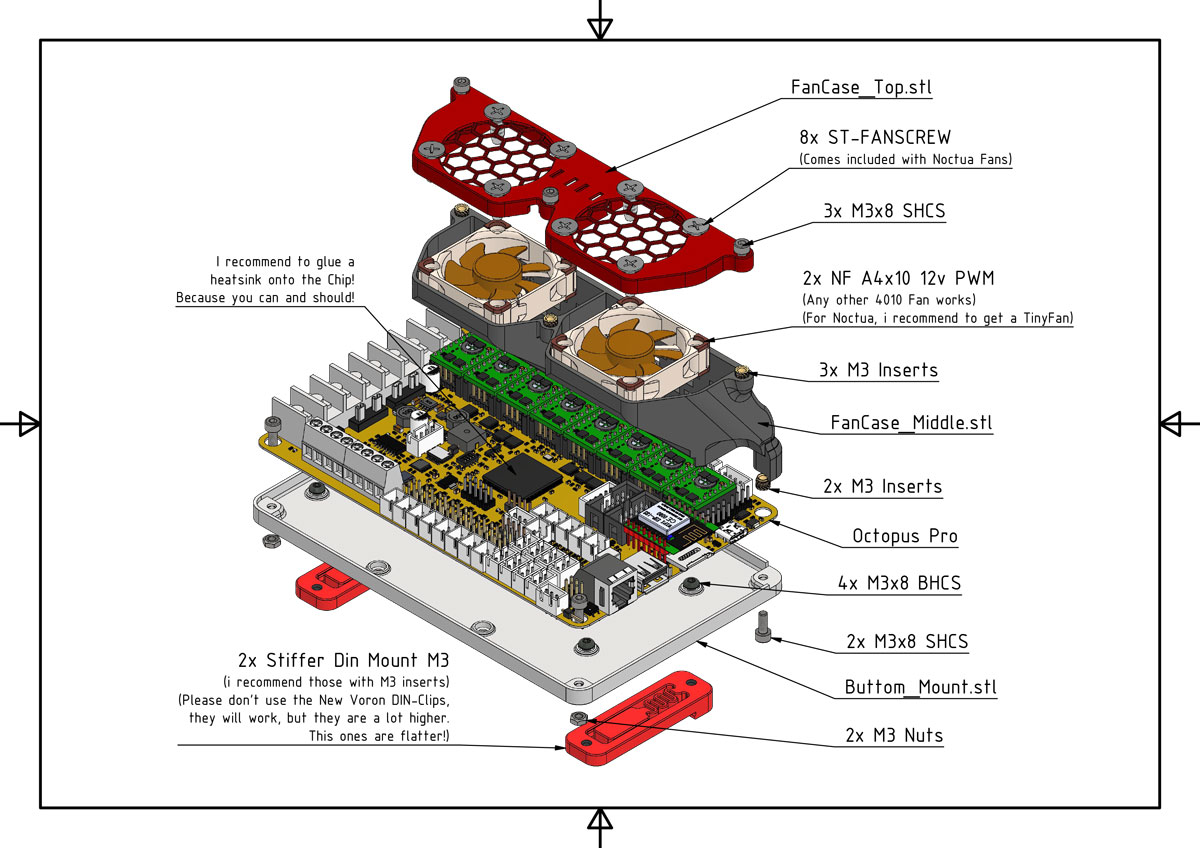 FanCase_Top.stl
8x ST-FANSCREW
(Comes included with Noctua Fans)
3x M3x8 SHCS
I recommend to glue a
heatsink onto the Chip!
Because you can and should!
2x NF A4x10 12v PWM
(Any other 4010 Fan works)
(For Noctua, i recommend to get a TinyFan)
3x M3 Inserts
FanCase_Middle.stl
2x M3 Inserts
Octopus Pro
4x M3x8 BHCS
2x M3x8 SHCS
2x Stiffer Din Mount M3
(i recommend those with M3 inserts)
(Please don't use the New Voron DIN-Clips,
they will work, but they are a lot higher.
This ones are flatter!)
Buttom_Mount.stl
2x M3 Nuts